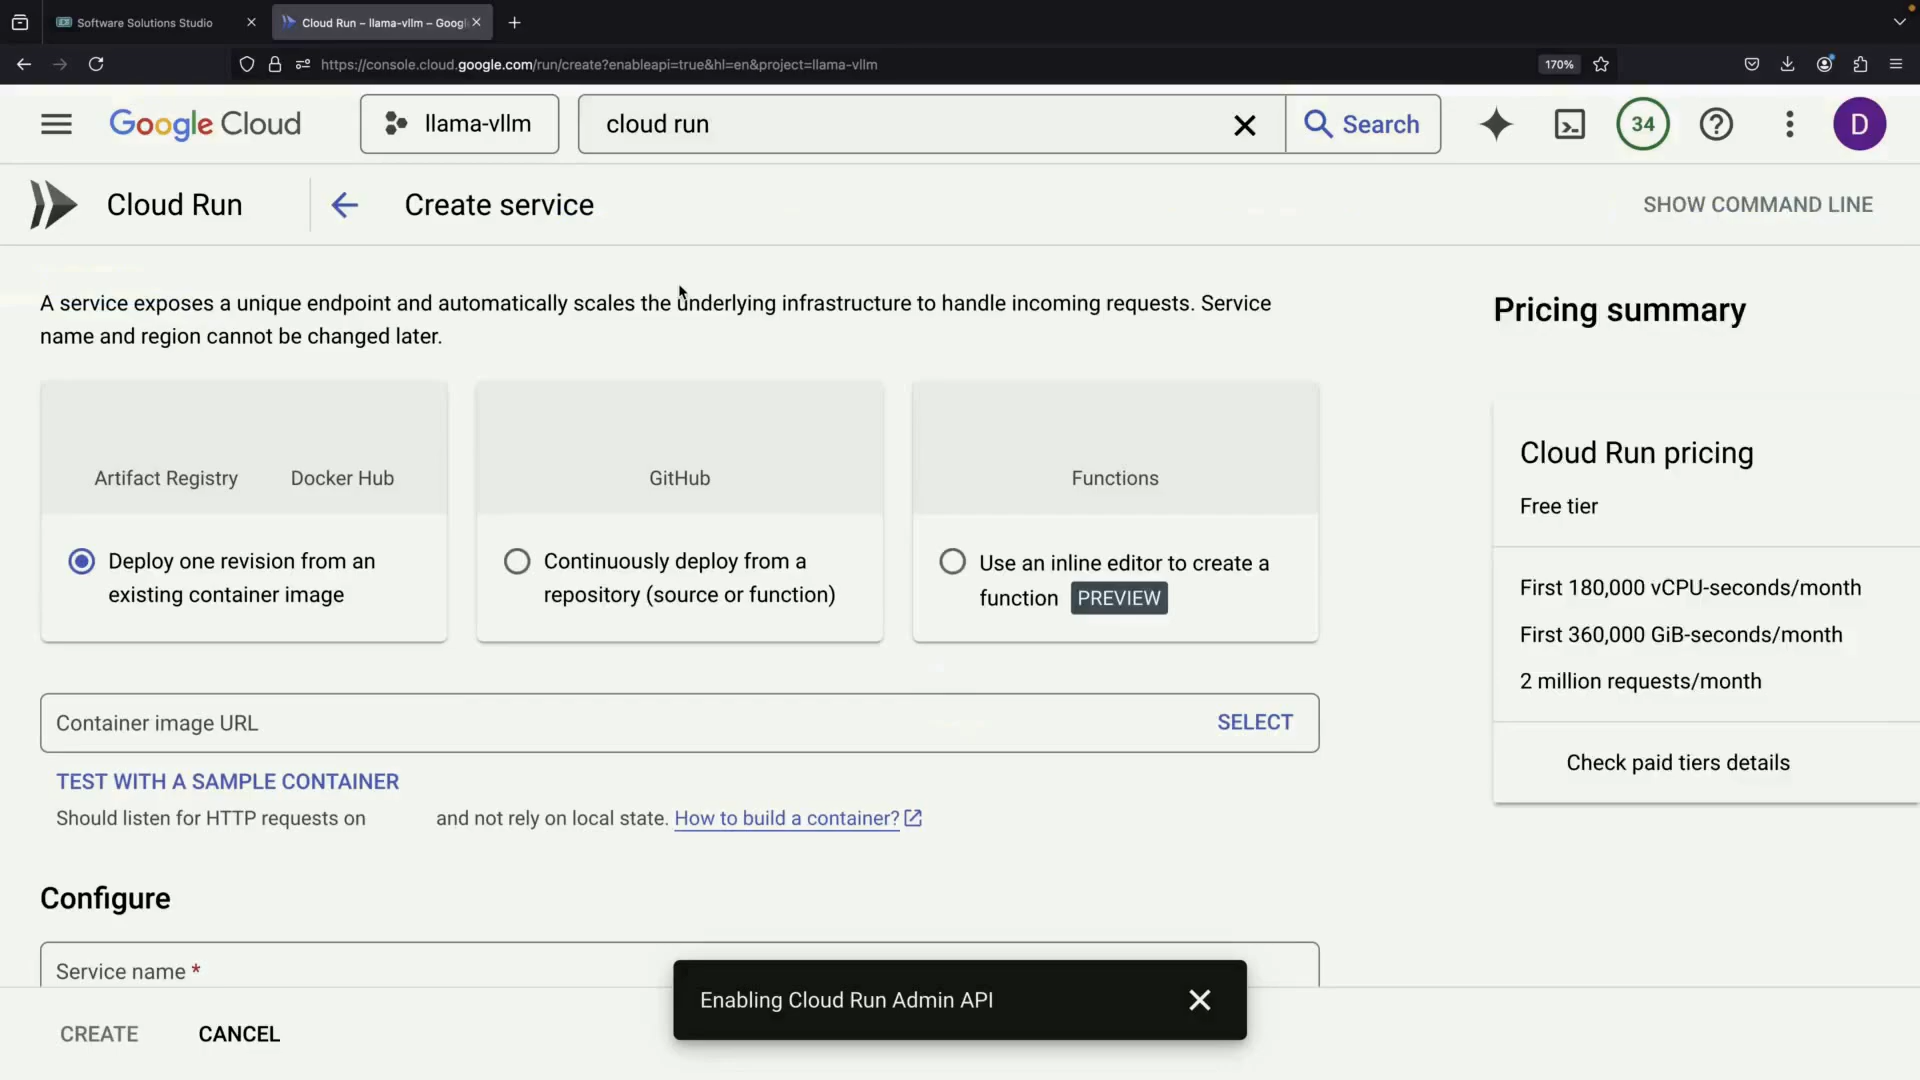 Software Solutions Studio
Cloud Run – llama-vllm – Googl
https://console.cloud.google.com/run/create?enableapi=true&hl=en&project=llama-vllm
170%
Google Cloud
llama-vllm
cloud run
Search
34
D
Cloud Run
Create service
SHOW COMMAND LINE
A service exposes a unique endpoint and automatically scales the underlying infrastructure to handle incoming requests. Service
name and region cannot be changed later.
Artifact Registry
Docker Hub
Deploy one revision from an
existing container image
GitHub
Continuously deploy from a
repository (source or function)
Functions
Use an inline editor to create a
function PREVIEW
Container image URL
SELECT
TEST WITH A SAMPLE CONTAINER
Should listen for HTTP requests on and not rely on local state. How to build a container?
Configure
Service name *
Pricing summary
Cloud Run pricing
Free tier
First 180,000 vCPU-seconds/month
First 360,000 GiB-seconds/month
2 million requests/month
Check paid tiers details
Enabling Cloud Run Admin API
CREATE
CANCEL